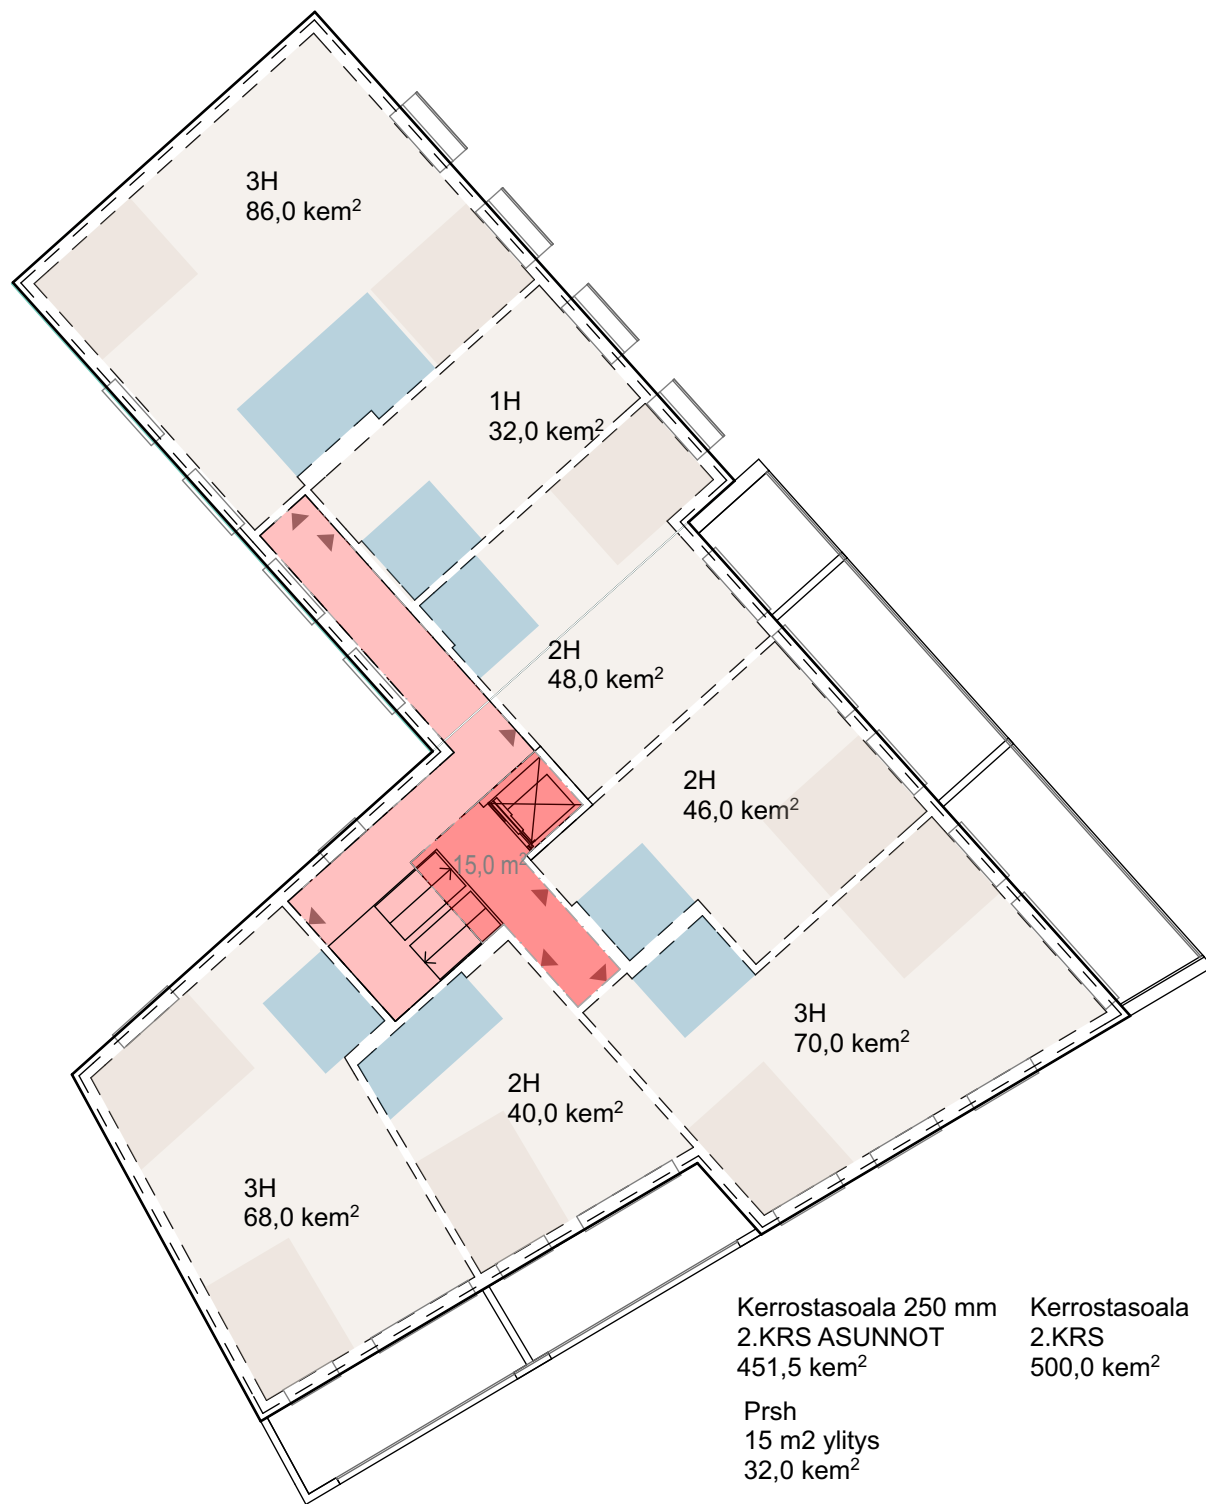 3H
86,0 kem²
1H
32,0 kem²
2H
48,0 kem²
2H
46,0 kem²
15,0 m²
3H
70,0 kem²
2H
40,0 kem²
3H
68,0 kem²
Kerrostasoala 250 mm
2.KRS ASUNNOT
451,5 kem²
Kerrostasoala
2.KRS
500,0 kem²
Prsh
15 m2 ylitys
32,0 kem²